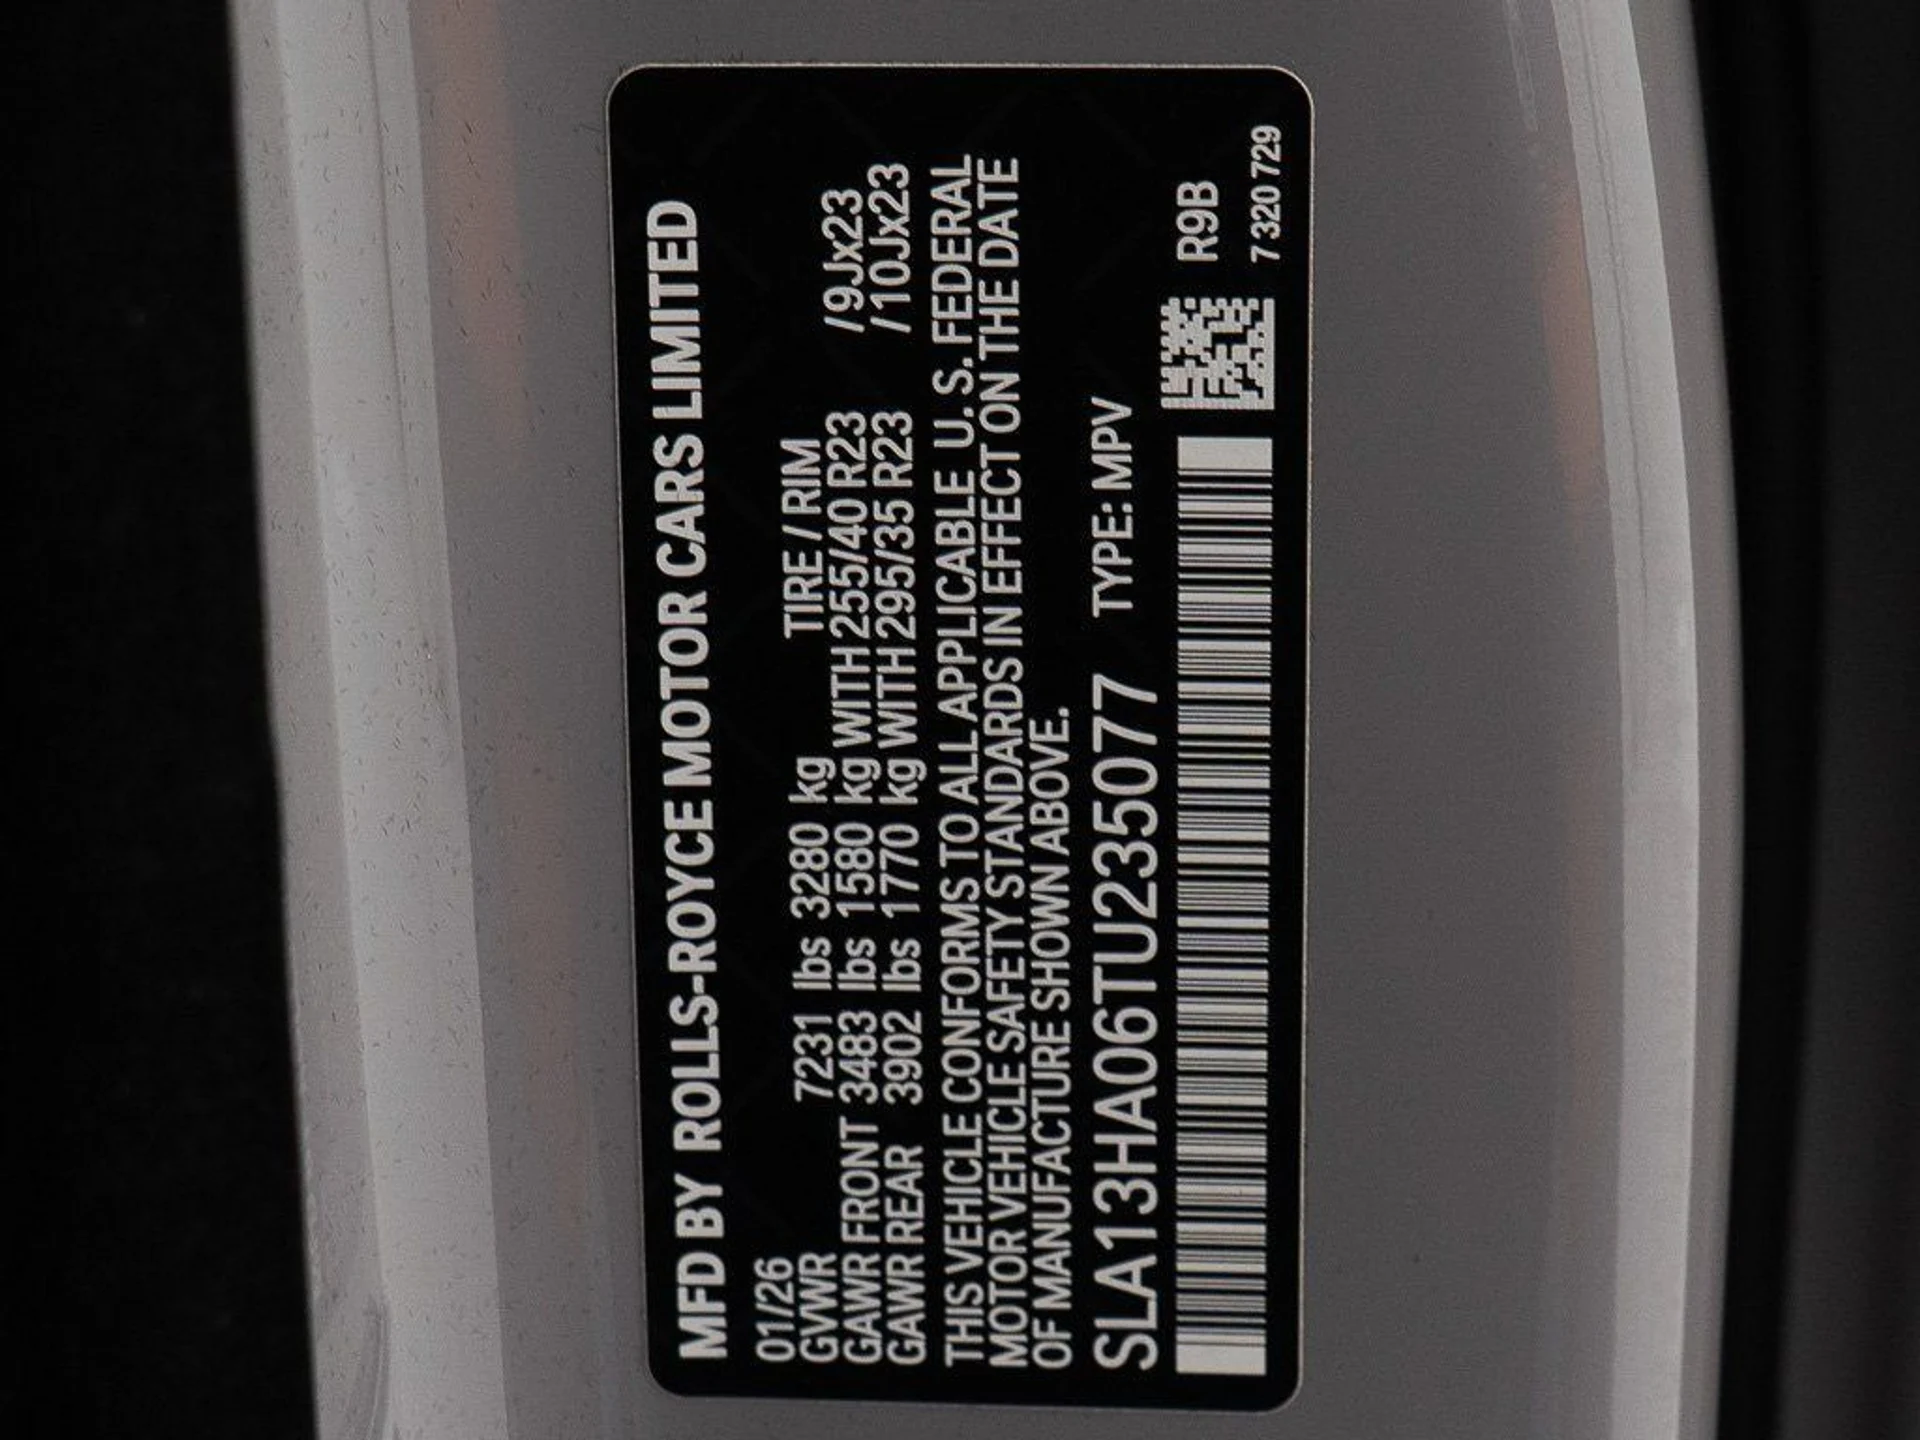 MFD BY ROLLS-ROYCE MOTOR CARS LIMITED
01/26
GVWR 7231 lbs 3280 kg TIRE / RIM
GAWR FRONT 3483 lbs 1580 kg WITH 255/40 R23 /9Jx23
GAWR REAR 3902 lbs 1770 kg WITH 295/35 R23 /10Jx23
THIS VEHICLE CONFORMS TO ALL APPLICABLE U. S. FEDERAL
MOTOR VEHICLE SAFETY STANDARDS IN EFFECT ON THE DATE
OF MANUFACTURE SHOWN ABOVE.
SLA13HA06TU235077 TYPE: MPV
R9B
7 320 729